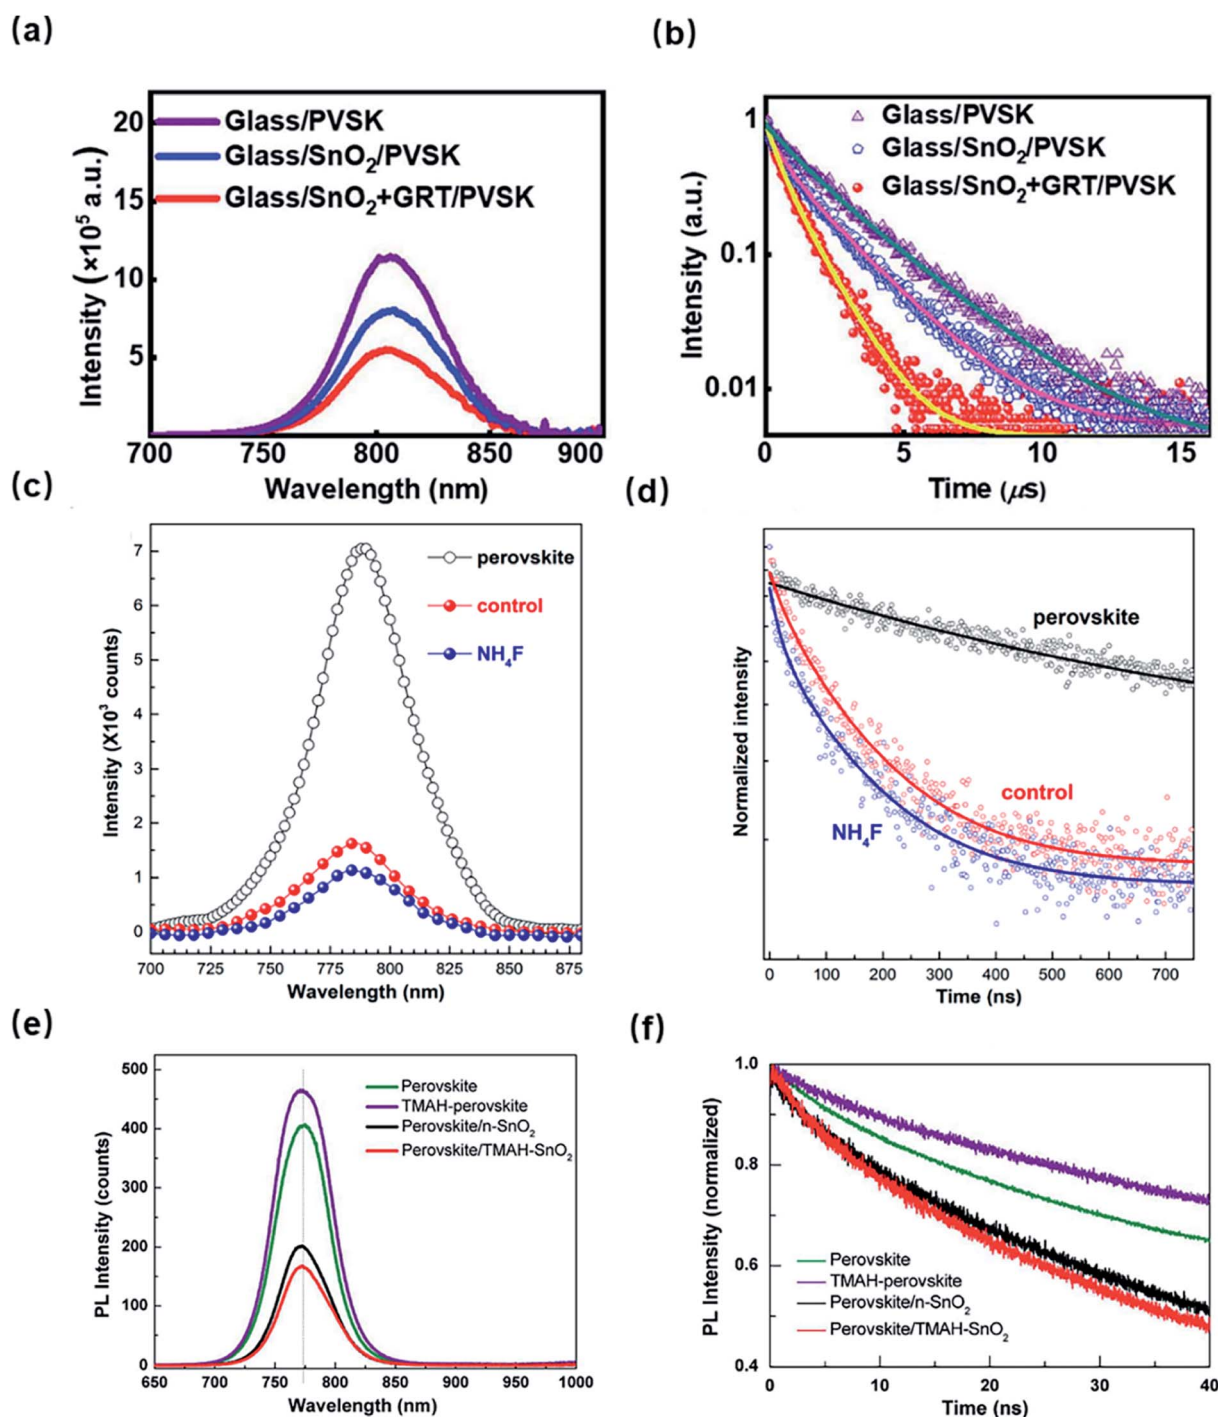 (a)
20
15
10
5
Intensity (×10⁵ a.u.)
Glass/PVSK
Glass/SnO₂/PVSK
Glass/SnO₂+GRT/PVSK
700 750 800 850 900
Wavelength (nm)
(b)
1
0.1
0.01
Intensity (a.u.)
Glass/PVSK
Glass/SnO₂/PVSK
Glass/SnO₂+GRT/PVSK
0 5 10 15
Time (μs)
(c)
7
6
5
4
3
2
1
0
Intensity (X10³ counts)
perovskite
control
NH₄F
700 725 750 775 800 825 850 875
Wavelength (nm)
(d)
Normalized intensity
perovskite
control
NH₄F
0 100 200 300 400 500 600 700
Time (ns)
(e)
500
400
300
200
100
0
PL Intensity (counts)
Perovskite
TMAH-perovskite
Perovskite/n-SnO₂
Perovskite/TMAH-SnO₂
650 700 750 800 850 900 950 1000
Wavelength (nm)
(f)
1.0
0.8
0.6
0.4
PL Intensity (normalized)
Perovskite
TMAH-perovskite
Perovskite/n-SnO₂
Perovskite/TMAH-SnO₂
0 10 20 30 40
Time (ns)